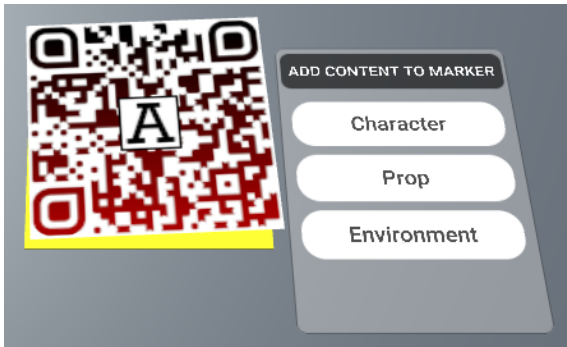 A
ADD CONTENT TO MARKER
Character
Prop
Environment